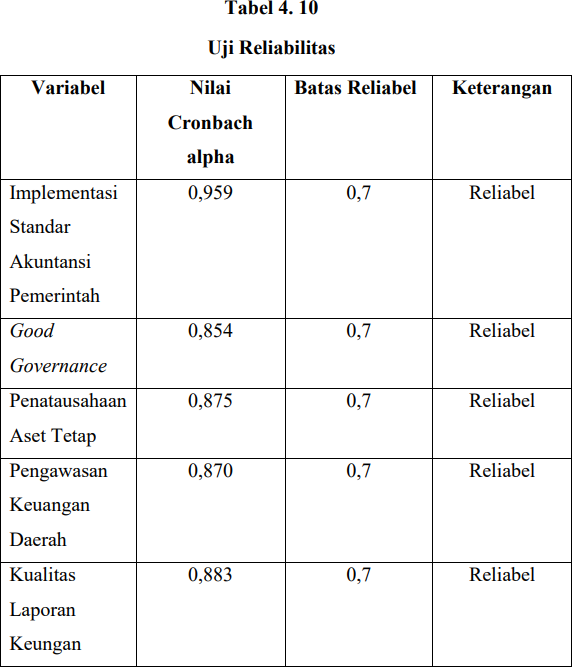 Tabel 4. 10
Uji Reliabilitas
Variabel Nilai Cronbach alpha Batas Reliabel Keterangan
Implementasi Standar Akuntansi Pemerintah 0,959 0,7 Reliabel
Good Governance 0,854 0,7 Reliabel
Penatausahaan Aset Tetap 0,875 0,7 Reliabel
Pengawasan Keuangan Daerah 0,870 0,7 Reliabel
Kualitas Laporan Keungan 0,883 0,7 Reliabel